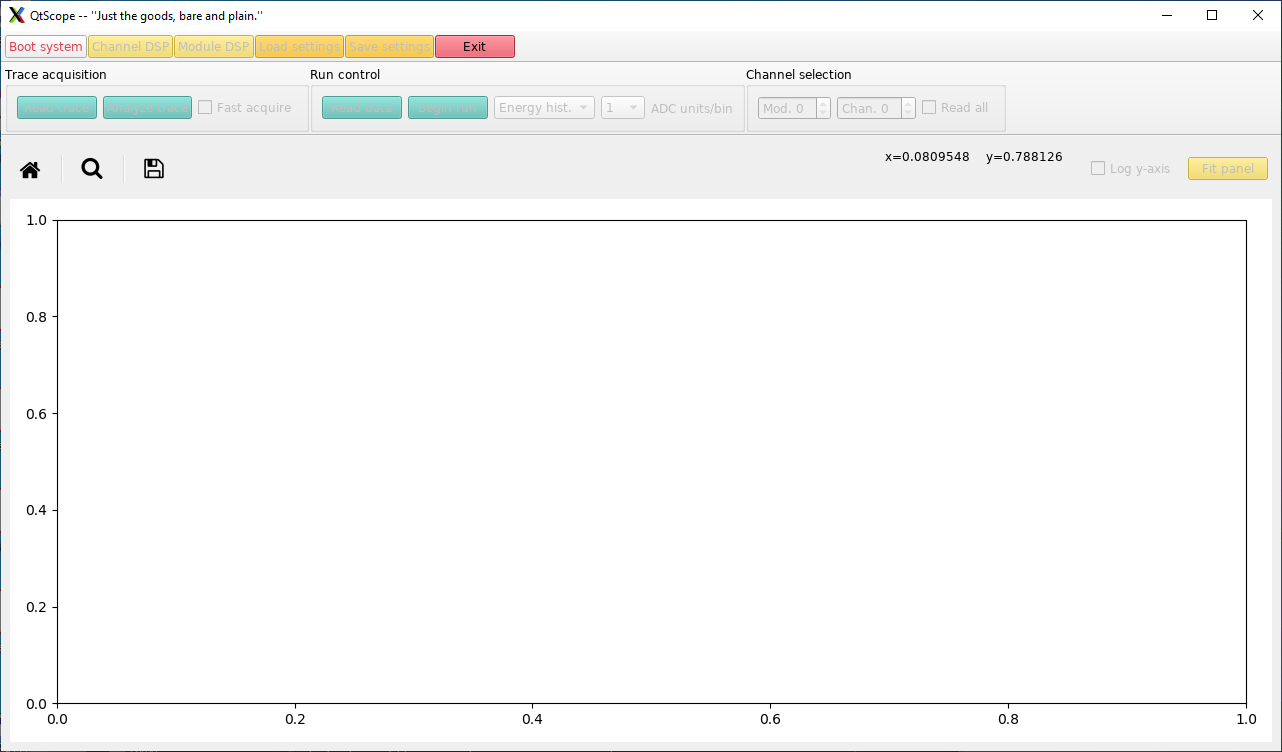 QtScope -- "Just the goods, bare and plain."
Boot system Channel DSP Module DSP Load settings Save settings Exit
Trace acquisition Run control Channel selection
Read trace Analyze trace Fast acquire Read data Begin run Energy hist. 1 ADC units/bin Mod. 0 Chan. 0 Read all
x=0.0809548 y=0.788126
Log y-axis Fit panel
1.0
0.8
0.6
0.4
0.2
0.0
0.0 0.2 0.4 0.6 0.8 1.0